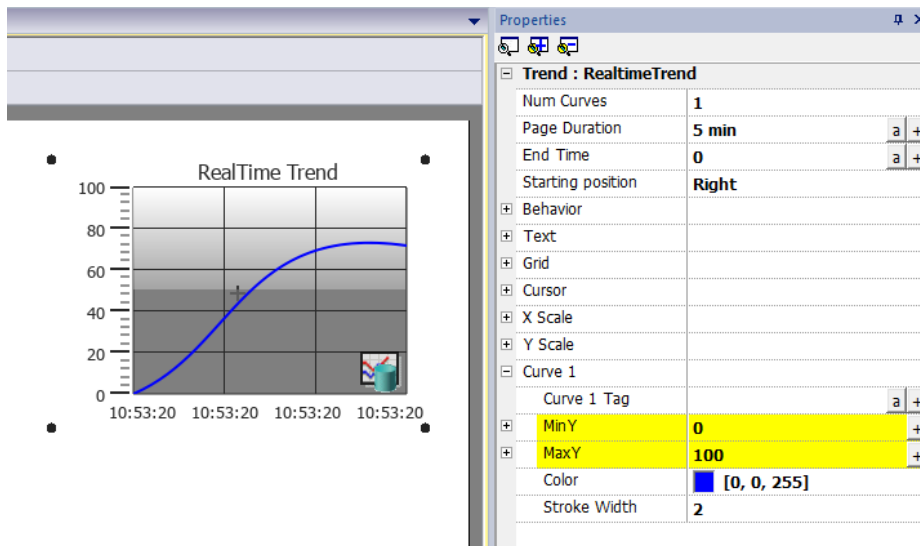 Properties
Trend : RealtimeTrend
Num Curves 1
Page Duration 5 min a +
End Time 0 a +
Starting position Right
Behavior
Text
Grid
Cursor
X Scale
Y Scale
Curve 1
Curve 1 Tag a +
MinY 0 +
MaxY 100 +
Color [0, 0, 255]
Stroke Width 2
RealTime Trend
100
80
60
40
20
0
10:53:20 10:53:20 10:53:20 10:53:20